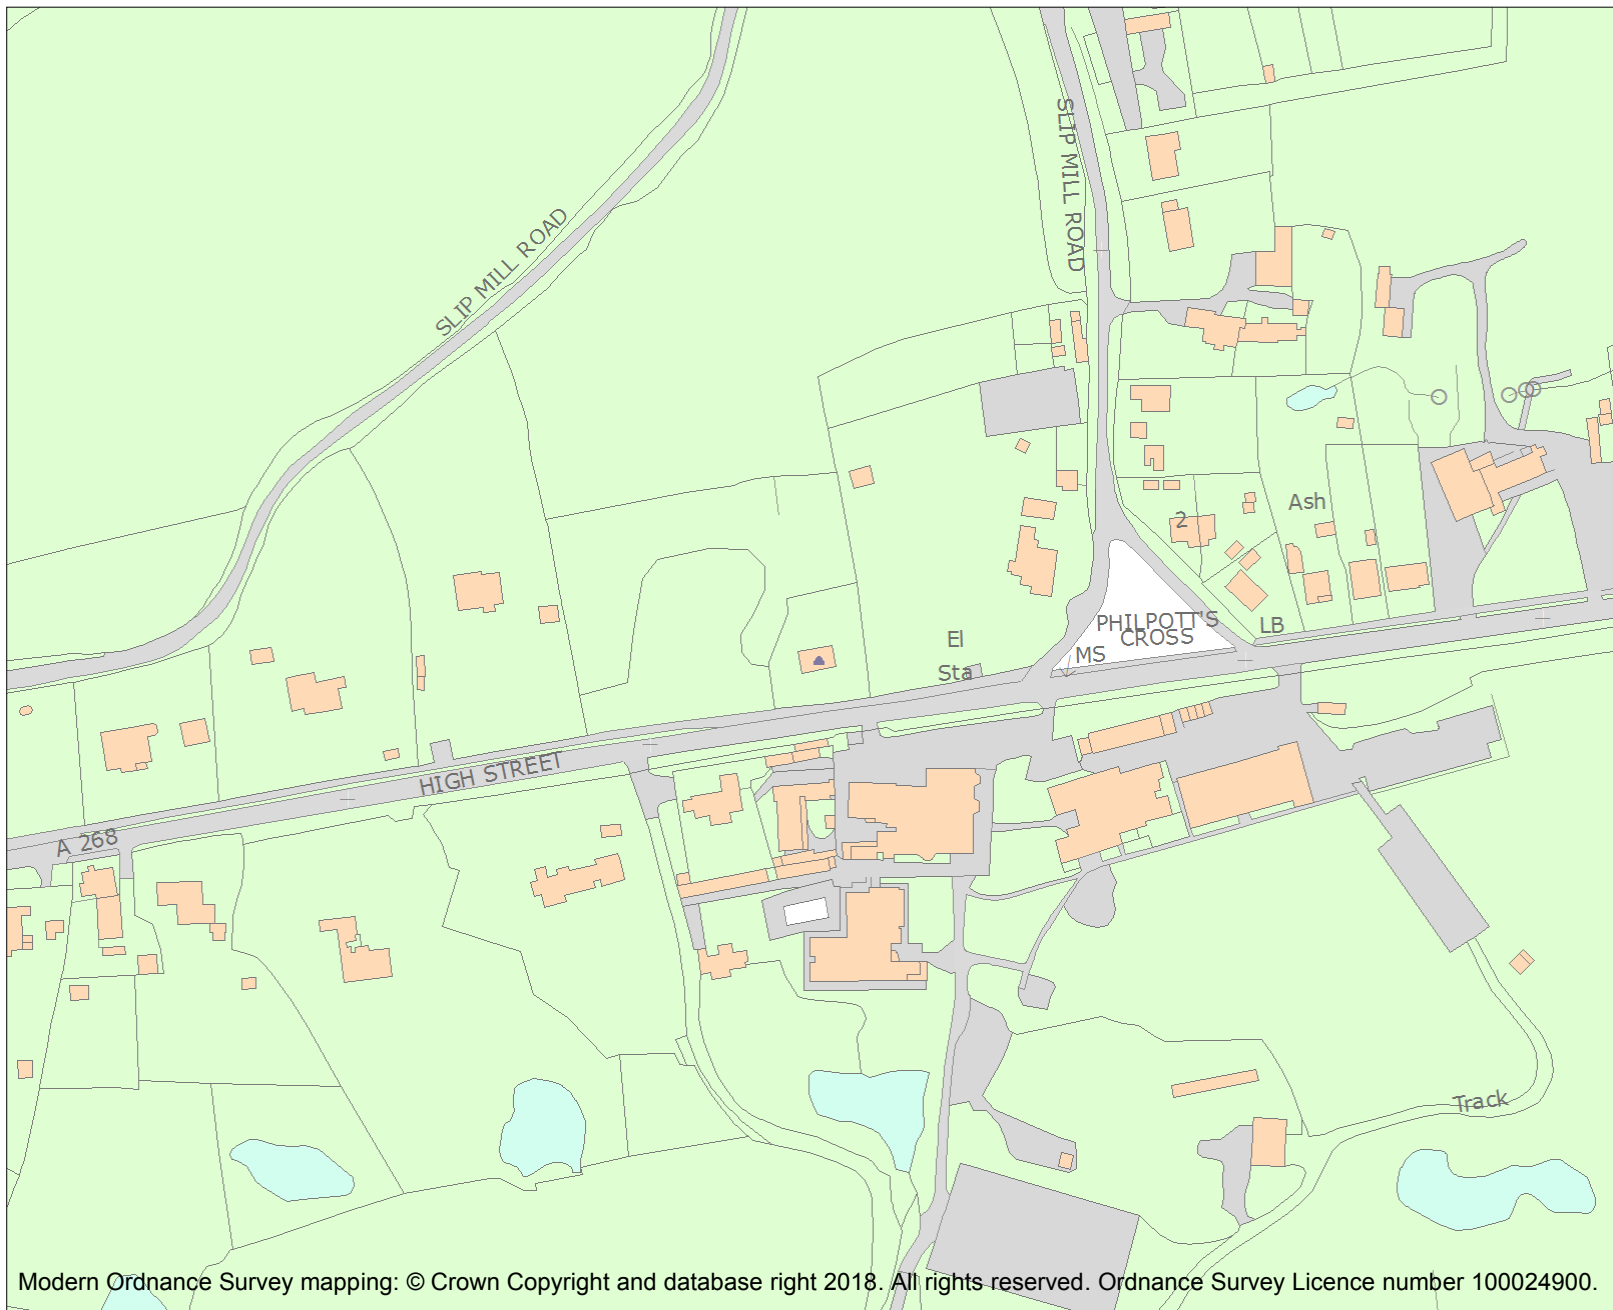 SLIP MILL ROAD
SLIP MILL ROAD
2
Ash
PHILPOTT'S
CROSS
LB
El
Sta
MS
HIGH STREET
A 268
Track
Modern Ordnance Survey mapping: © Crown Copyright and database right 2018. All rights reserved. Ordnance Survey Licence number 100024900.